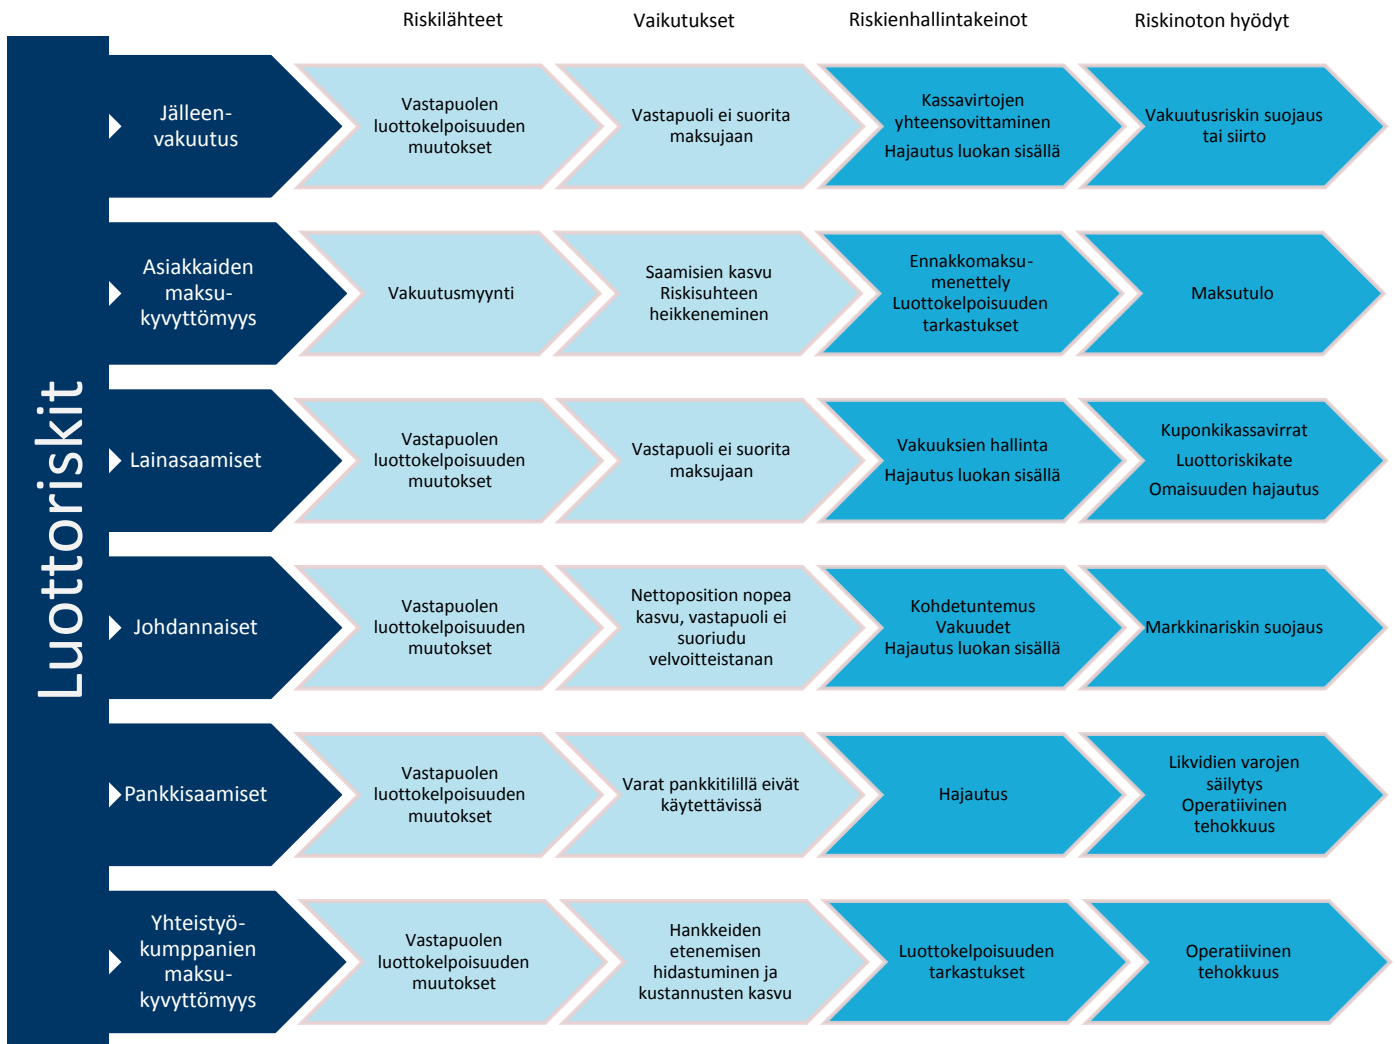 Riskilähteet
Vaikutukset
Riskienhallintakeinot
Riskinoton hyödyt
Luottoriskit
Jälleen-
vakuutus
Vastapuolen
luottokelpoisuuden
muutokset
Vastapuoli ei suorita
maksujaan
Kassavirtojen
yhteensovittaminen
Hajautus luokan sisällä
Vakuutusriskin suojaus
tai siirto
Asiakkaiden
maksu-
kyvyttömyys
Vakuutusmyynti
Saamisien kasvu
Riskisuhteen
heikkeneminen
Ennakkomaksu-
menettely
Luottokelpoisuuden
tarkastukset
Maksutulo
Lainasaamiset
Vastapuolen
luottokelpoisuuden
muutokset
Vastapuoli ei suorita
maksujaan
Vakuuksien hallinta
Hajautus luokan sisällä
Kuponkikassavirrat
Luottoriskikate
Omaisuuden hajautus
Johdannaiset
Vastapuolen
luottokelpoisuuden
muutokset
Nettoposition nopea
kasvu, vastapuoli ei
suoriudu
velvoitteistanan
Kohdetuntemus
Vakuudet
Hajautus luokan sisällä
Markkinariskin suojaus
Pankkisaamiset
Vastapuolen
luottokelpoisuuden
muutokset
Varat pankkitilillä eivät
käytettävissä
Hajautus
Likvidien varojen
säilytys
Operatiivinen
tehokkuus
Yhteistyö-
kumppanien
maksu-
kyvyttömyys
Vastapuolen
luottokelpoisuuden
muutokset
Hankkeiden
etenemisen
hidastuminen ja
kustannusten kasvu
Luottokelpoisuuden
tarkastukset
Operatiivinen
tehokkuus